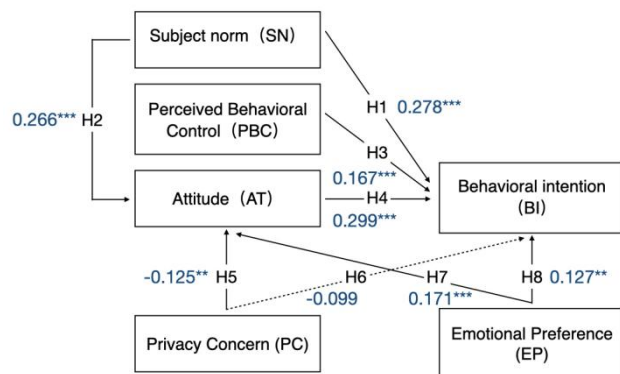 Subject norm（SN）
H1 0.278***
0.266*** H2
Perceived Behavioral
Control (PBC)
H3
0.167***
Attitude（AT）
H4
0.299***
Behavioral intention
(BI)
-0.125** H5
H6
-0.099
H7
0.171***
H8 0.127**
Privacy Concern (PC)
Emotional Preference
(EP)